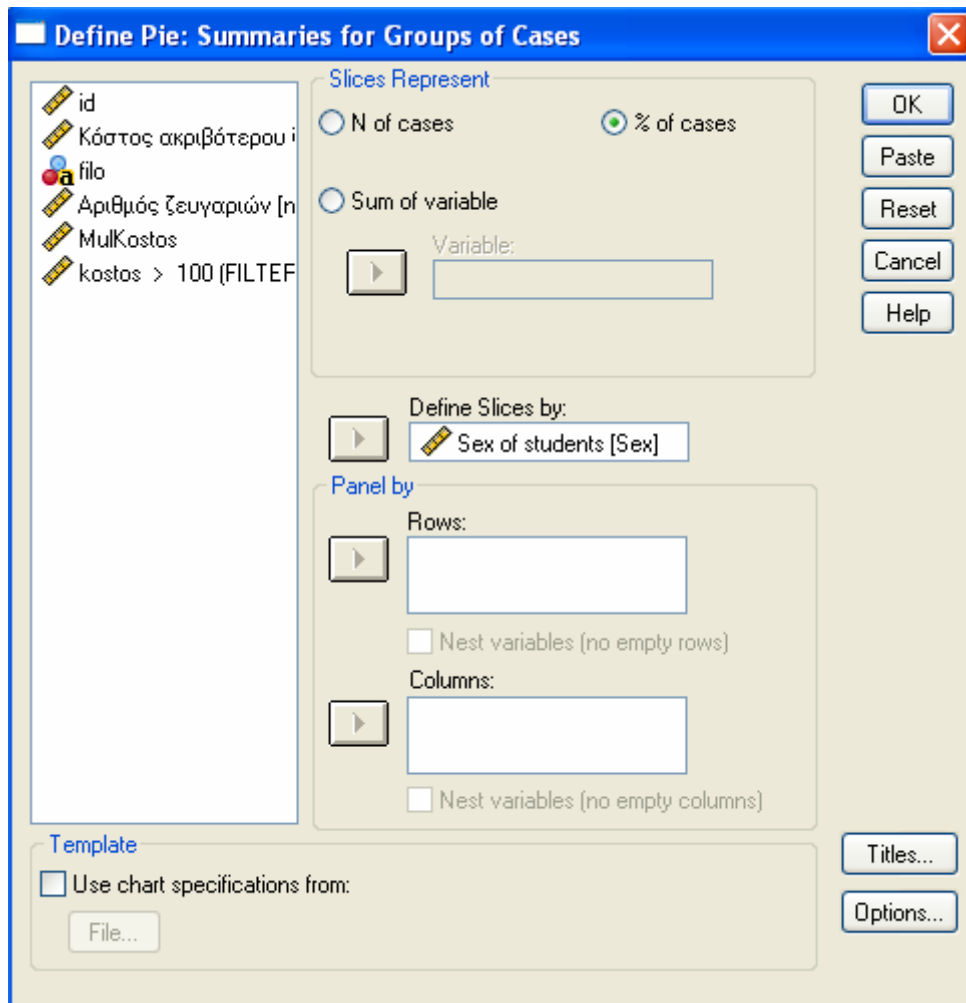 Define Pie: Summaries for Groups of Cases
id
Κόστος ακριβότερου i
filo
Αριθμός ζευγαριών [n
MulKostos
kostos > 100 (FILTEF
Slices Represent
N of cases
% of cases
Sum of variable
Variable:
Define Slices by:
Sex of students [Sex]
Panel by
Rows:
Nest variables (no empty rows)
Columns:
Nest variables (no empty columns)
OK
Paste
Reset
Cancel
Help
Template
Use chart specifications from:
File...
Titles...
Options...